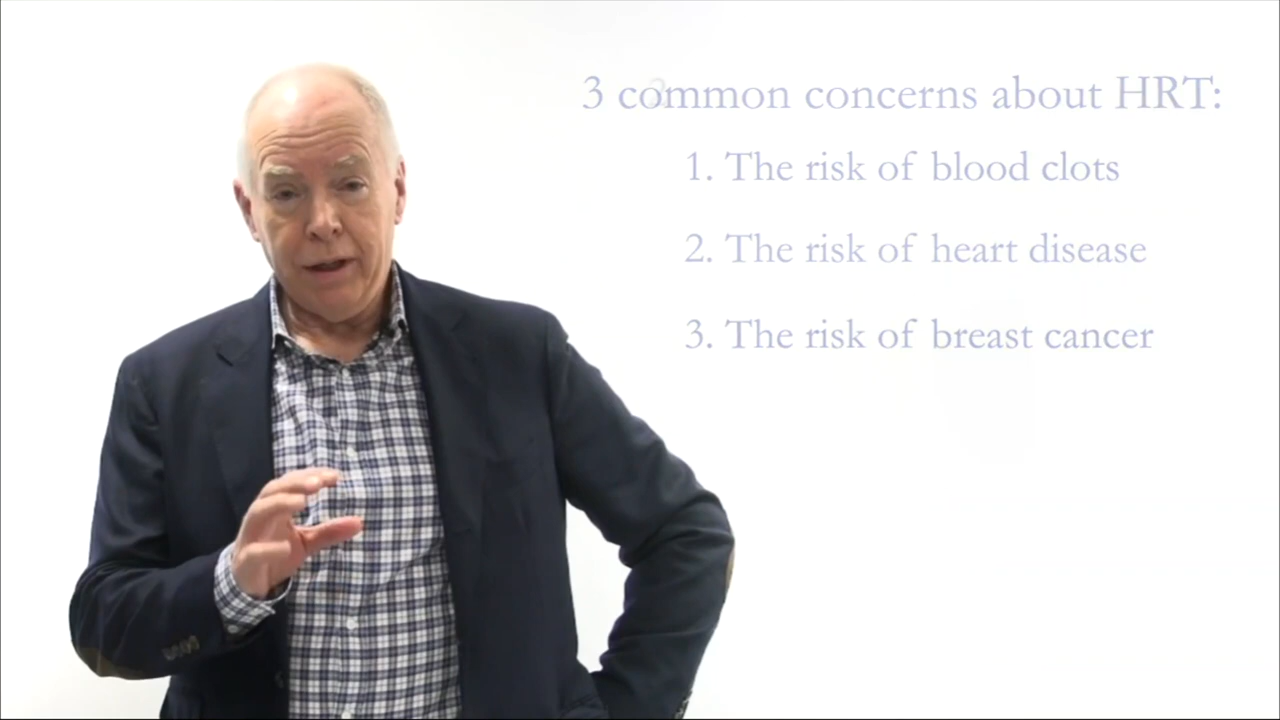 3 common concerns about HRT:
1. The risk of blood clots
2. The risk of heart disease
3. The risk of breast cancer